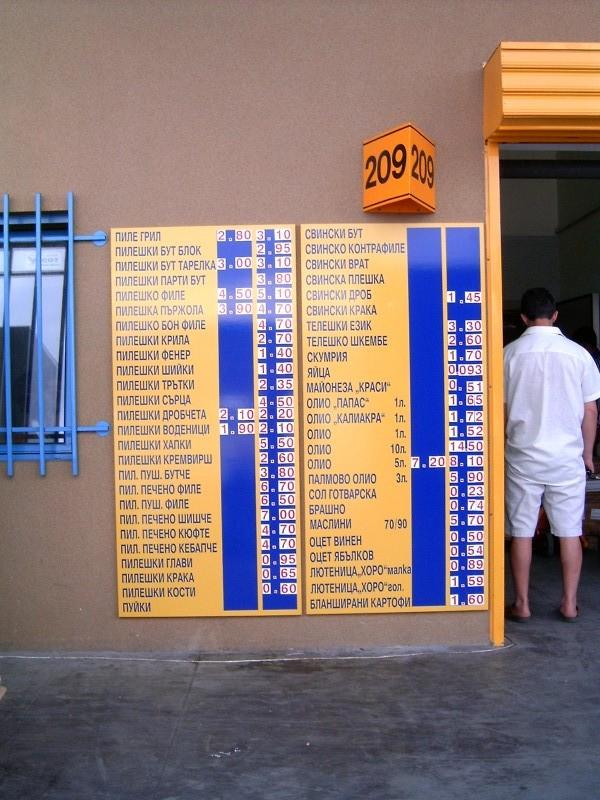 209 209
ПИЛЕ ГРИЛ 2.80 3.10
ПИЛЕШКИ БУТ БЛОК 2.95
ПИЛЕШКИ БУТ ТАРЕЛКА 3.00 3.10
ПИЛЕШКИ ПАРТИ БУТ 3.80
ПИЛЕШКО ФИЛЕ 4.50 5.10
ПИЛЕШКА ПЪРЖОЛА 3.90 4.70
ПИЛЕШКО БОН ФИЛЕ 4.70
ПИЛЕШКИ КРИЛА 2.70
ПИЛЕШКИ ФЕНЕР 1.40
ПИЛЕШКИ ШИЙКИ 1.40
ПИЛЕШКИ ТРЪТКИ 2.35
ПИЛЕШКИ СЪРЦА 4.50
ПИЛЕШКИ ДРОБЧЕТА 2.10 2.20
ПИЛЕШКИ ВОДЕНИЦИ 1.90 2.10
ПИЛЕШКИ ХАПКИ 5.50
ПИЛЕШКИ КРЕМВИРШ 2.60
ПИЛ. ПУШ. БУТЧЕ 3.80
ПИЛ. ПЕЧЕНО ФИЛЕ 6.70
ПИЛ. ПУШ. ФИЛЕ 6.50
ПИЛ. ПЕЧЕНО ШИШЧЕ 7.00
ПИЛ. ПЕЧЕНО КЮФТЕ 4.70
ПИЛ. ПЕЧЕНО КЕБАПЧЕ 4.70
ПИЛЕШКИ ГЛАВИ 0.95
ПИЛЕШКИ КРАКА 0.65
ПИЛЕШКИ КОСТИ 0.60
ПУЙКИ
СВИНСКИ БУТ
СВИНСКО КОНТРАФИЛЕ
СВИНСКИ ВРАТ
СВИНСКА ПЛЕШКА
СВИНСКИ ДРОБ 1.45
СВИНСКИ КРАКА
ТЕЛЕШКИ ЕЗИК 3.30
ТЕЛЕШКО ШКЕМБЕ 2.60
СКУМРИЯ 1.70
ЯЙЦА 0.093
МАЙОНЕЗА „КРАСИ“ 0.51
ОЛИО „ПАПАС“ 1л. 1.65
ОЛИО „КАЛИАКРА“ 1л. 1.72
ОЛИО 1л. 1.52
ОЛИО 10л. 14.50
ОЛИО 5л. 7.20 8.10
ПАЛМОВО ОЛИО 3л. 5.90
СОЛ ГОТВАРСКА 0.23
БРАШНО 0.74
МАСЛИНИ 70/90 5.70
ОЦЕТ ВИНЕН 0.50
ОЦЕТ ЯБЪЛКОВ 0.54
ЛЮТЕНИЦА„ХОРО“малка 0.89
ЛЮТЕНИЦА„ХОРО“гол. 1.59
БЛАНШИРАНИ КАРТОФИ 1.60